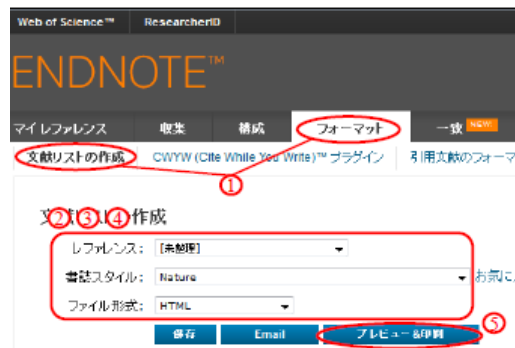 Web of Science™ ResearcherID
ENDNOTE™
マイ レファレンス 収集 構成 フォーマット 一致 NEW!
文献リストの作成 CWYW (Cite While You Write)™ プラグイン 引用文献のフォーマ
①
②③④作成
レファレンス: [未整理]
書誌スタイル: Nature お気に
ファイル形式: HTML
保存 Email プレビュー &印刷
⑤